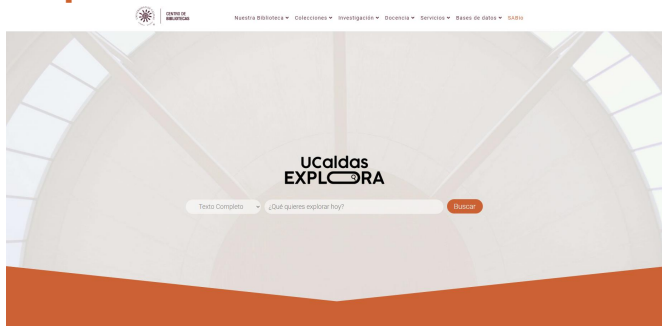 CENTRO DE
BIBLIOTECAS
Nuestra Biblioteca Colecciones Investigación Docencia Servicios Bases de datos SABio
UCaldas
EXPLORA
Texto Completo ¿Qué quieres explorar hoy? Buscar